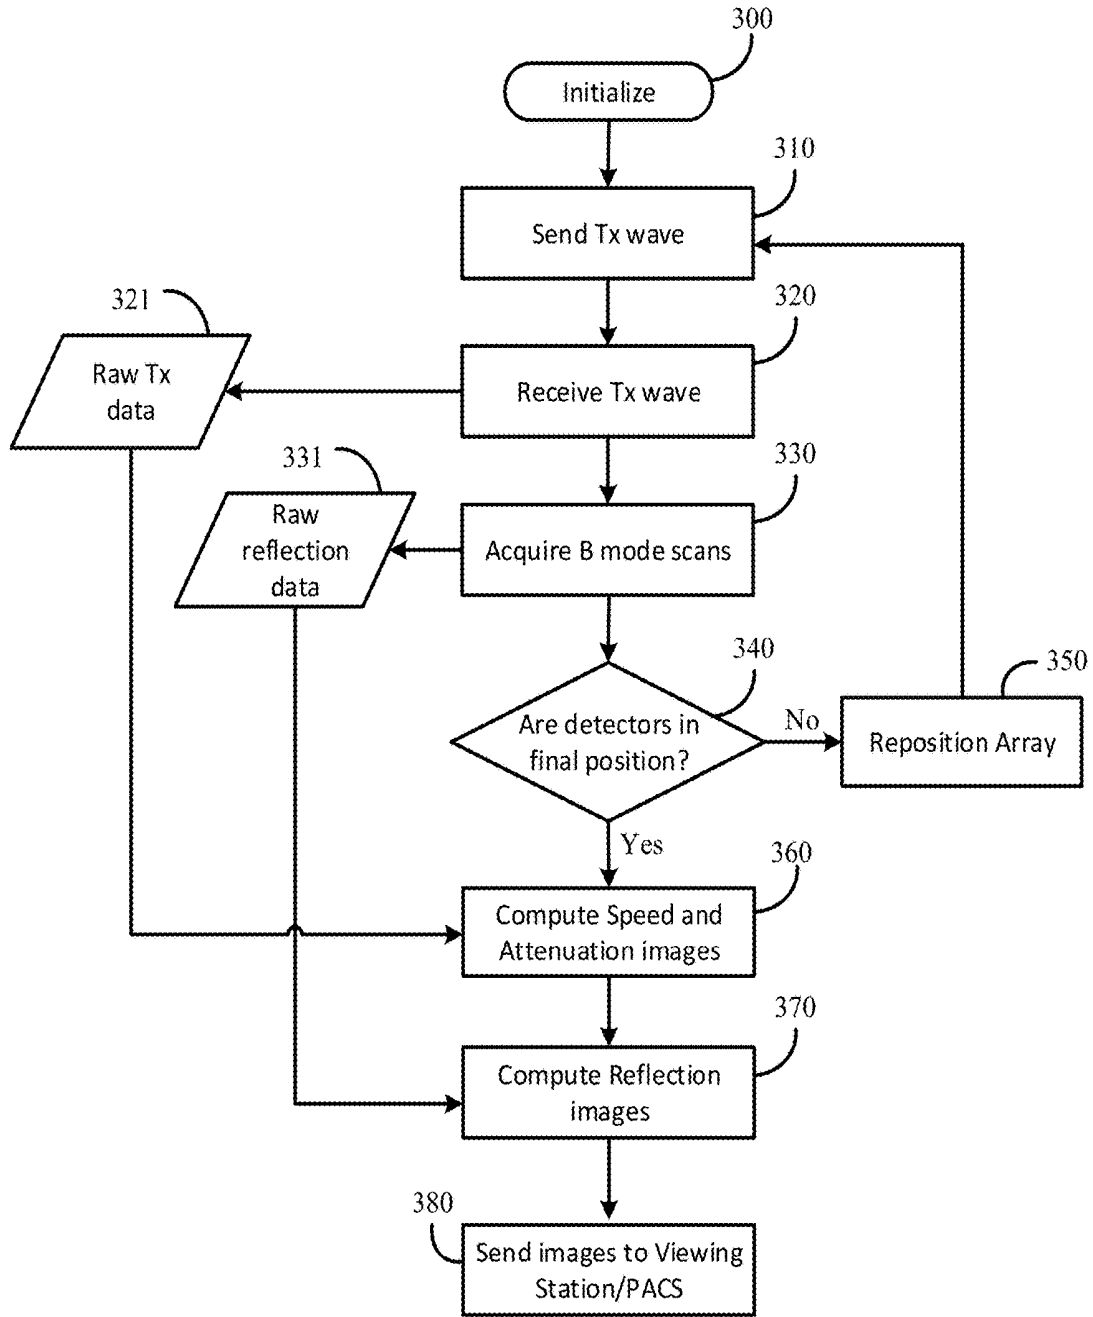 300
Initialize
310
Send Tx wave
321
320
Raw Tx
data
Receive Tx wave
331
330
Raw
reflection
data
Acquire B mode scans
340
350
Are detectors in
final position?
No
Reposition Array
Yes
360
Compute Speed and
Attenuation images
370
Compute Reflection
images
380
Send images to Viewing
Station/PACS